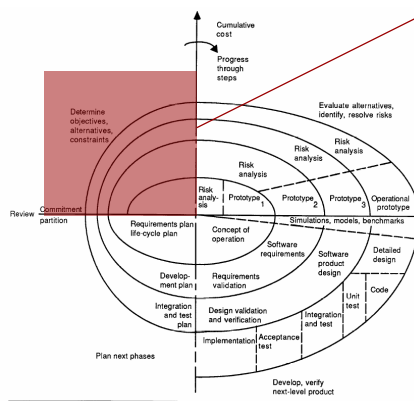 Cumulative
cost
Progress
through
steps
Evaluate alternatives,
identify, resolve risks
Determine
objectives,
alternatives,
constraints
Risk
analysis
Risk
analysis
Risk
analysis
Risk
analy-
sis
Prototype 1
Prototype 2
Prototype 3
Operational
prototype
Review
Commitment
partition
Simulations, models, benchmarks
Requirements plan
life-cycle plan
Concept of
operation
Software
requirements
Software
product
design
Detailed
design
Develop-
ment plan
Requirements
validation
Code
Unit
test
Integration
and test
plan
Design validation
and verification
Integration
and test
Acceptance
test
Implementation
Plan next phases
Develop, verify
next-level product